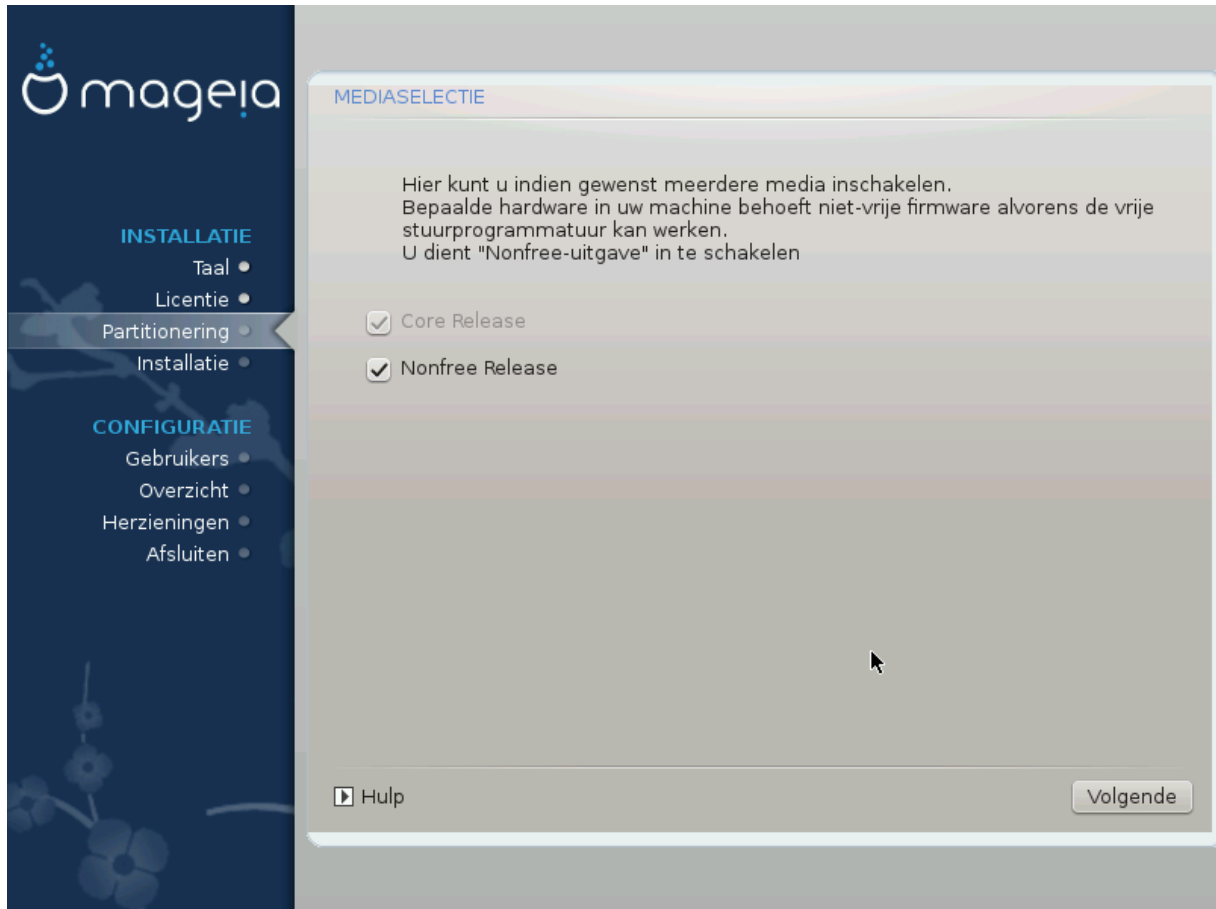 mageia
INSTALLATIE
Taal
Licentie
Partitionering
Installatie
CONFIGURATIE
Gebruikers
Overzicht
Herzieningen
Afsluiten
MEDIASELECTIE
Hier kunt u indien gewenst meerdere media inschakelen.
Bepaalde hardware in uw machine behoeft niet-vrije firmware alvorens de vrije
stuurprogrammatuur kan werken.
U dient "Nonfree-uitgave" in te schakelen
Core Release
Nonfree Release
Hulp
Volgende